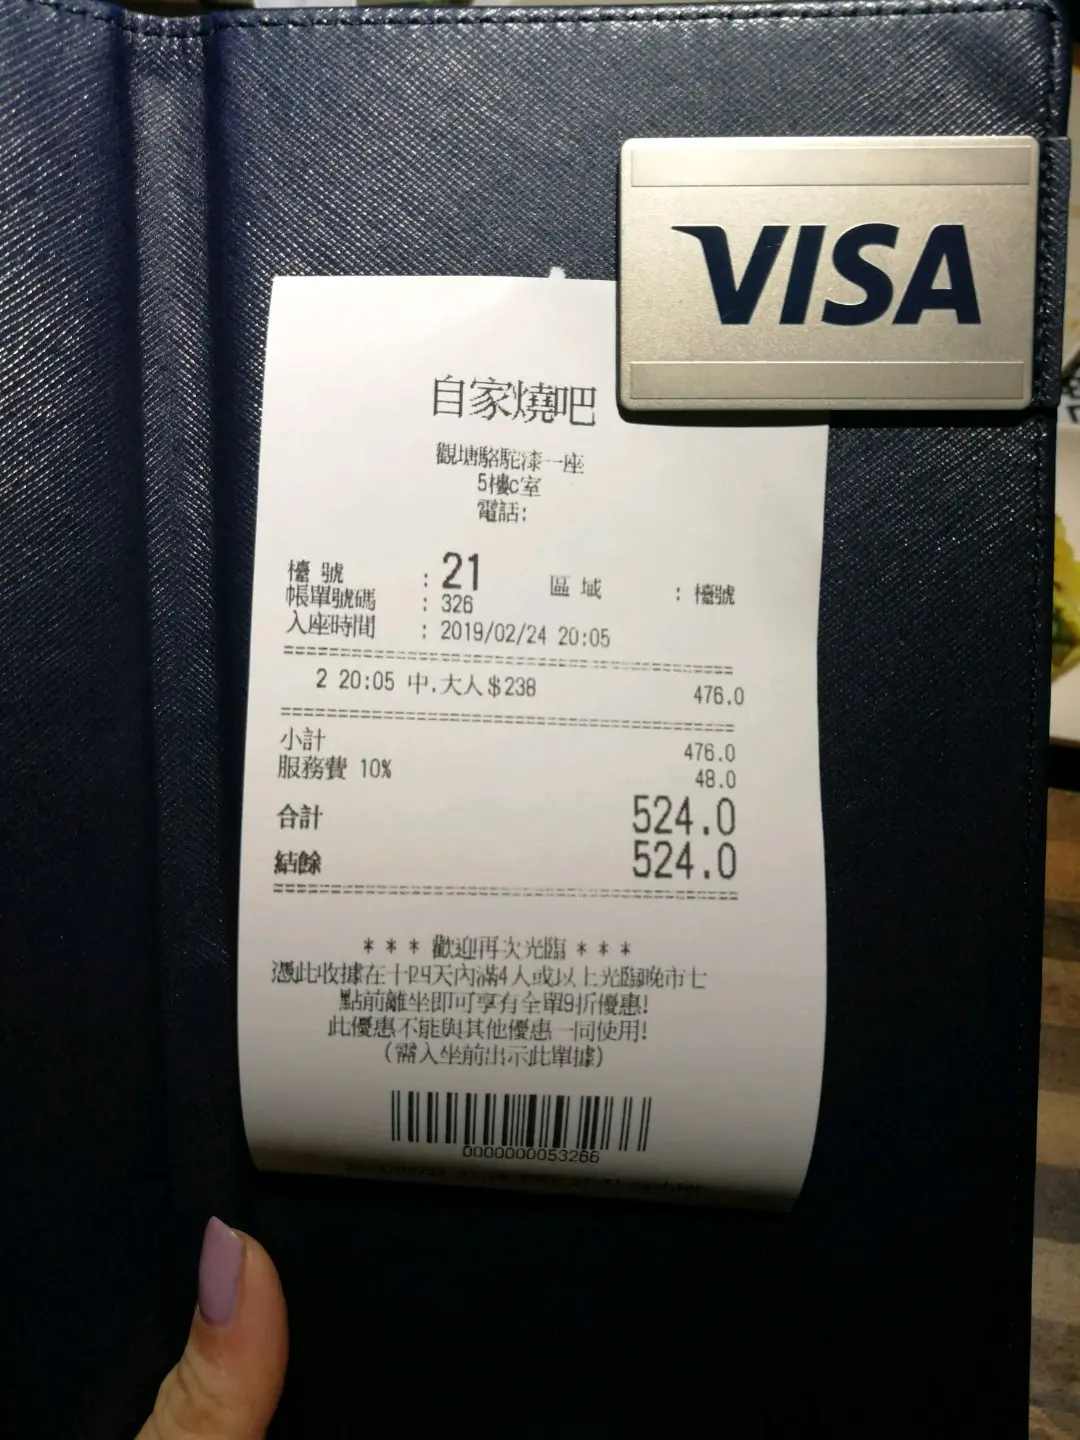 VISA
自家燒吧
觀塘駱駝漆一座
5樓c室
電話:
檯 號 : 21 區 域 : 檯號
帳單號碼 : 326
入座時間 : 2019/02/24 20:05
2 20:05 中.大人$238 476.0
小計 476.0
服務費 10% 48.0
合計 524.0
結餘 524.0
* * * 歡迎再次光臨 * * *
憑此收據在十四天內滿4人或以上光臨晚市七
點前離坐即可享有全單9折優惠!
此優惠不能與其他優惠一同使用!
(需入坐前出示此單據)
0000000053266